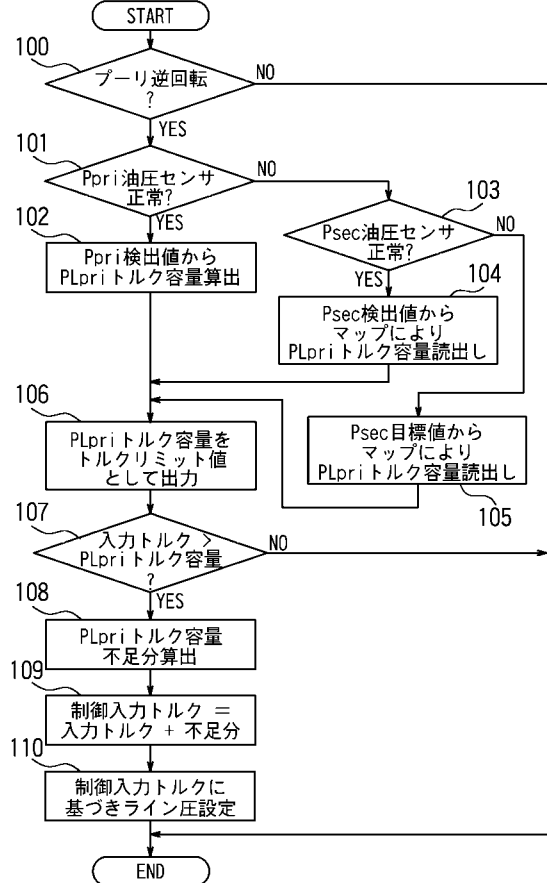 START
100
プーリ逆回転
?
NO
YES
101
Ppri油圧センサ
正常?
NO
YES
102
Ppri検出値から
PLpriトルク容量算出
103
Psec油圧センサ
正常?
NO
YES
104
Psec検出値から
マップにより
PLpriトルク容量読出し
Psec目標値から
マップにより
PLpriトルク容量読出し
105
106
PLpriトルク容量を
トルクリミット値
として出力
107
入力トルク >
PLpriトルク容量
?
NO
YES
108
PLpriトルク容量
不足分算出
109
制御入力トルク =
入力トルク + 不足分
110
制御入力トルクに
基づきライン圧設定
END